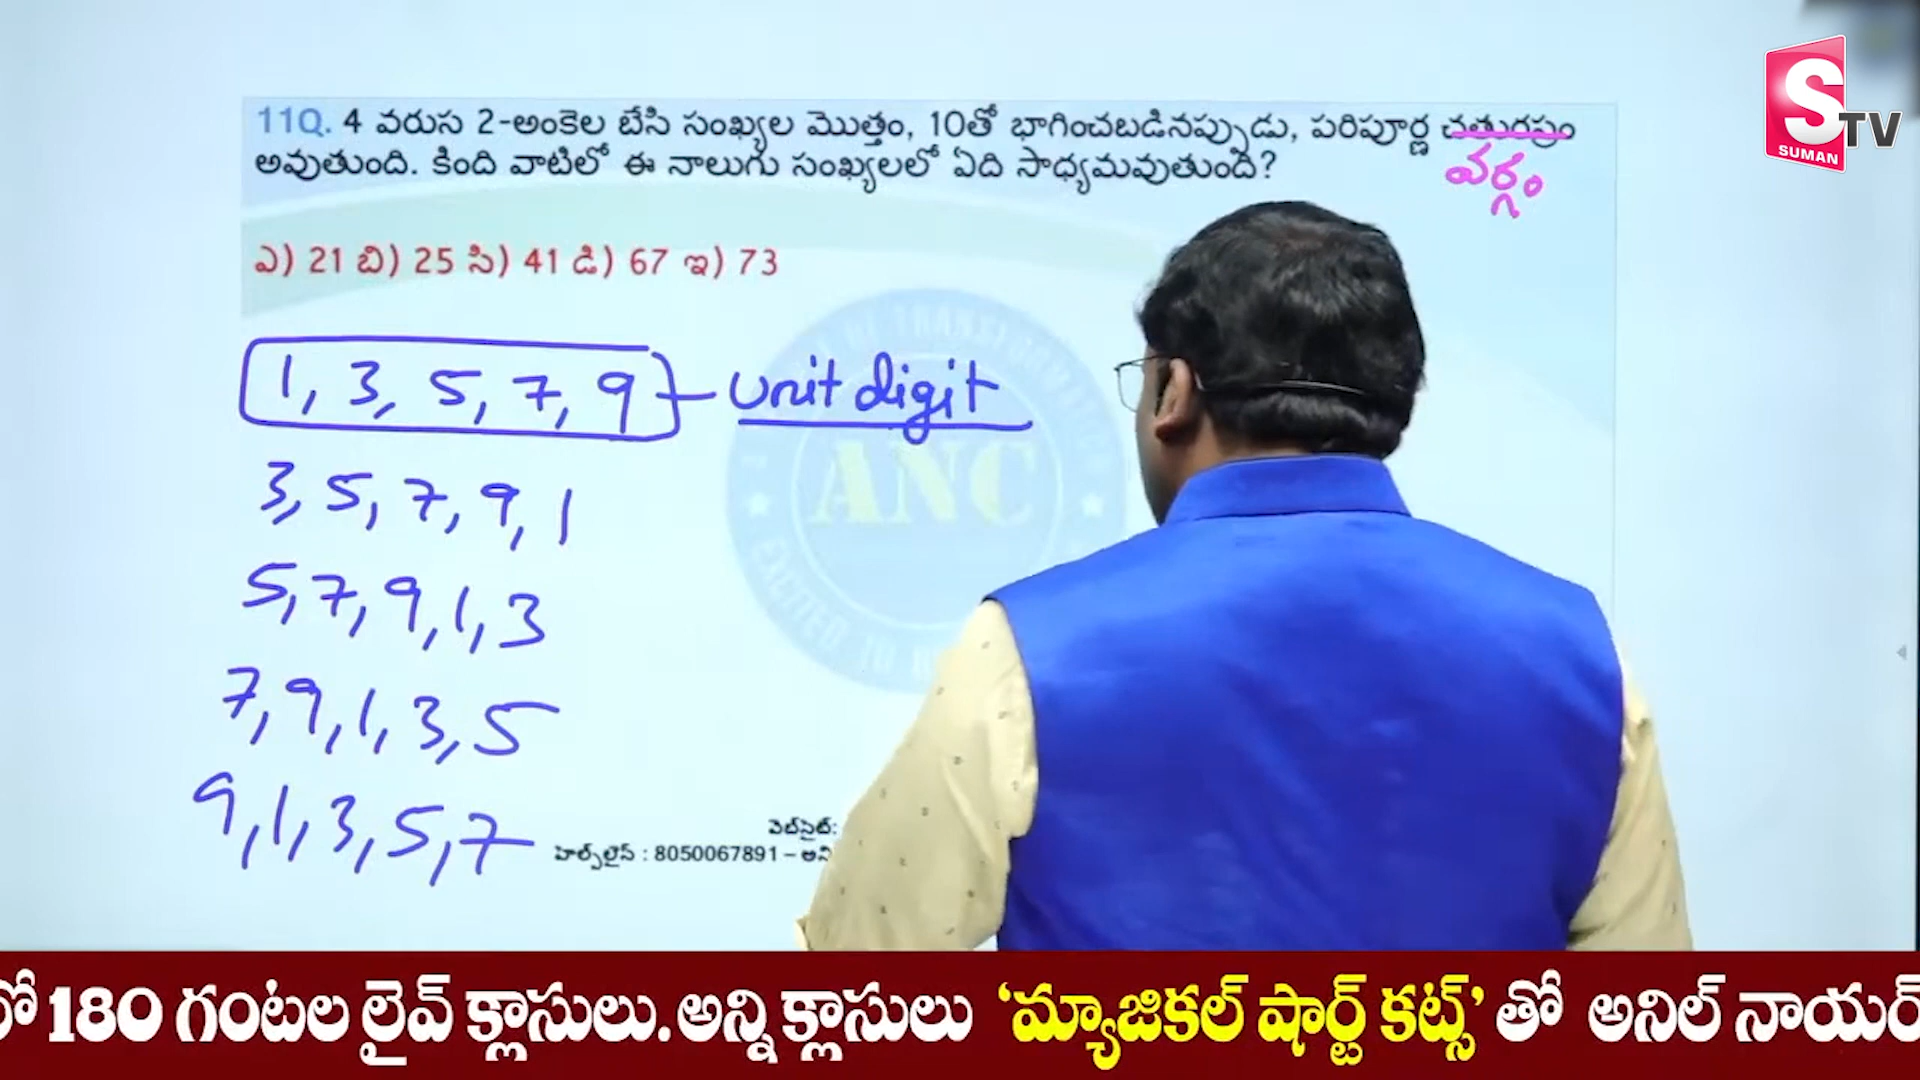 S TV
SUMAN
11Q. 4 వరుస 2-అంకెల బేసి సంఖ్యల మొత్తం, 10తో భాగించబడినప్పుడు, పరిపూర్ణ చతురస్రం
అవుతుంది. కింది వాటిలో ఈ నాలుగు సంఖ్యలలో ఏది సాధ్యమవుతుంది?
వర్గం
ఎ) 21 బి) 25 సి) 41 డి) 67 ఇ) 73
1, 3, 5, 7, 9 - unit digit
ANC
3, 5, 7, 9, 1
5, 7, 9, 1, 3
7, 9, 1, 3, 5
9, 1, 3, 5, 7
వెబ్‌సైట్:
హెల్ప్‌లైన్ : 8050067891 – అని
లో 180 గంటల లైవ్ క్లాసులు. అన్ని క్లాసులు ‘మ్యాజికల్ షార్ట్ కట్స్’ తో అనిల్ నాయర్